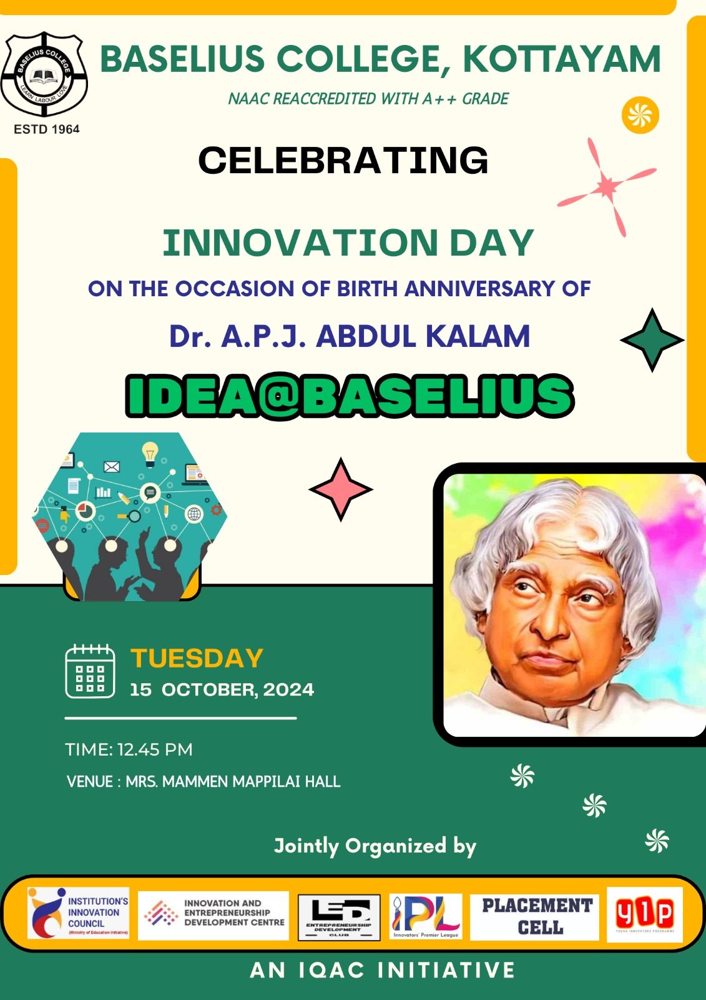 BASELIUS COLLEGE
LEARN LABOUR LOVE
ESTD 1964
BASELIUS COLLEGE, KOTTAYAM
NAAC REACCREDITED WITH A++ GRADE
CELEBRATING
INNOVATION DAY
ON THE OCCASION OF BIRTH ANNIVERSARY OF
Dr. A.P.J. ABDUL KALAM
IDEA@BASELIUS
TUESDAY
15 OCTOBER, 2024
TIME: 12.45 PM
VENUE : MRS. MAMMEN MAPPILAI HALL
Jointly Organized by
INSTITUTION'S
INNOVATION
COUNCIL
(Ministry of Education Initiative)
INNOVATION AND
ENTREPRENEURSHIP
DEVELOPMENT CENTRE
ED
ENTREPRENEURSHIP
DEVELOPMENT
CLUB
iPL
Innovators' Premier League
PLACEMENT
CELL
y1p
YOUNG INNOVATORS PROGRAMME
AN IQAC INITIATIVE